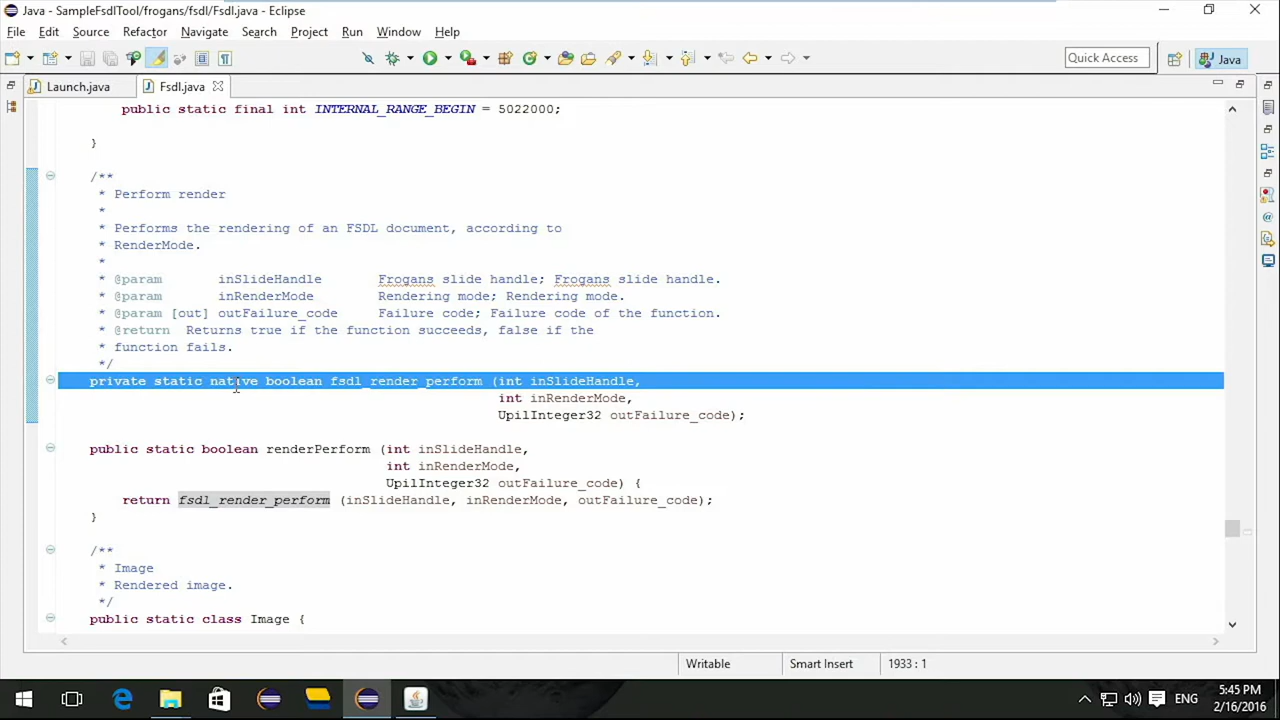 Java - SampleFsdlTool/frogans/fsdl/Fsdl.java - Eclipse
File Edit Source Refactor Navigate Search Project Run Window Help
Quick Access Java
Launch.java Fsdl.java
public static final int INTERNAL_RANGE_BEGIN = 5022000;
}
/**
* Perform render
*
* Performs the rendering of an FSDL document, according to
* RenderMode.
*
* @param inSlideHandle Frogans slide handle; Frogans slide handle.
* @param inRenderMode Rendering mode; Rendering mode.
* @param [out] outFailure_code Failure code; Failure code of the function.
* @return Returns true if the function succeeds, false if the
* function fails.
*/
private static native boolean fsdl_render_perform (int inSlideHandle,
int inRenderMode,
UpilInteger32 outFailure_code);
public static boolean renderPerform (int inSlideHandle,
int inRenderMode,
UpilInteger32 outFailure_code) {
return fsdl_render_perform (inSlideHandle, inRenderMode, outFailure_code);
}
/**
* Image
* Rendered image.
*/
public static class Image {
Writable Smart Insert 1933 : 1
ENG
5:45 PM
2/16/2016